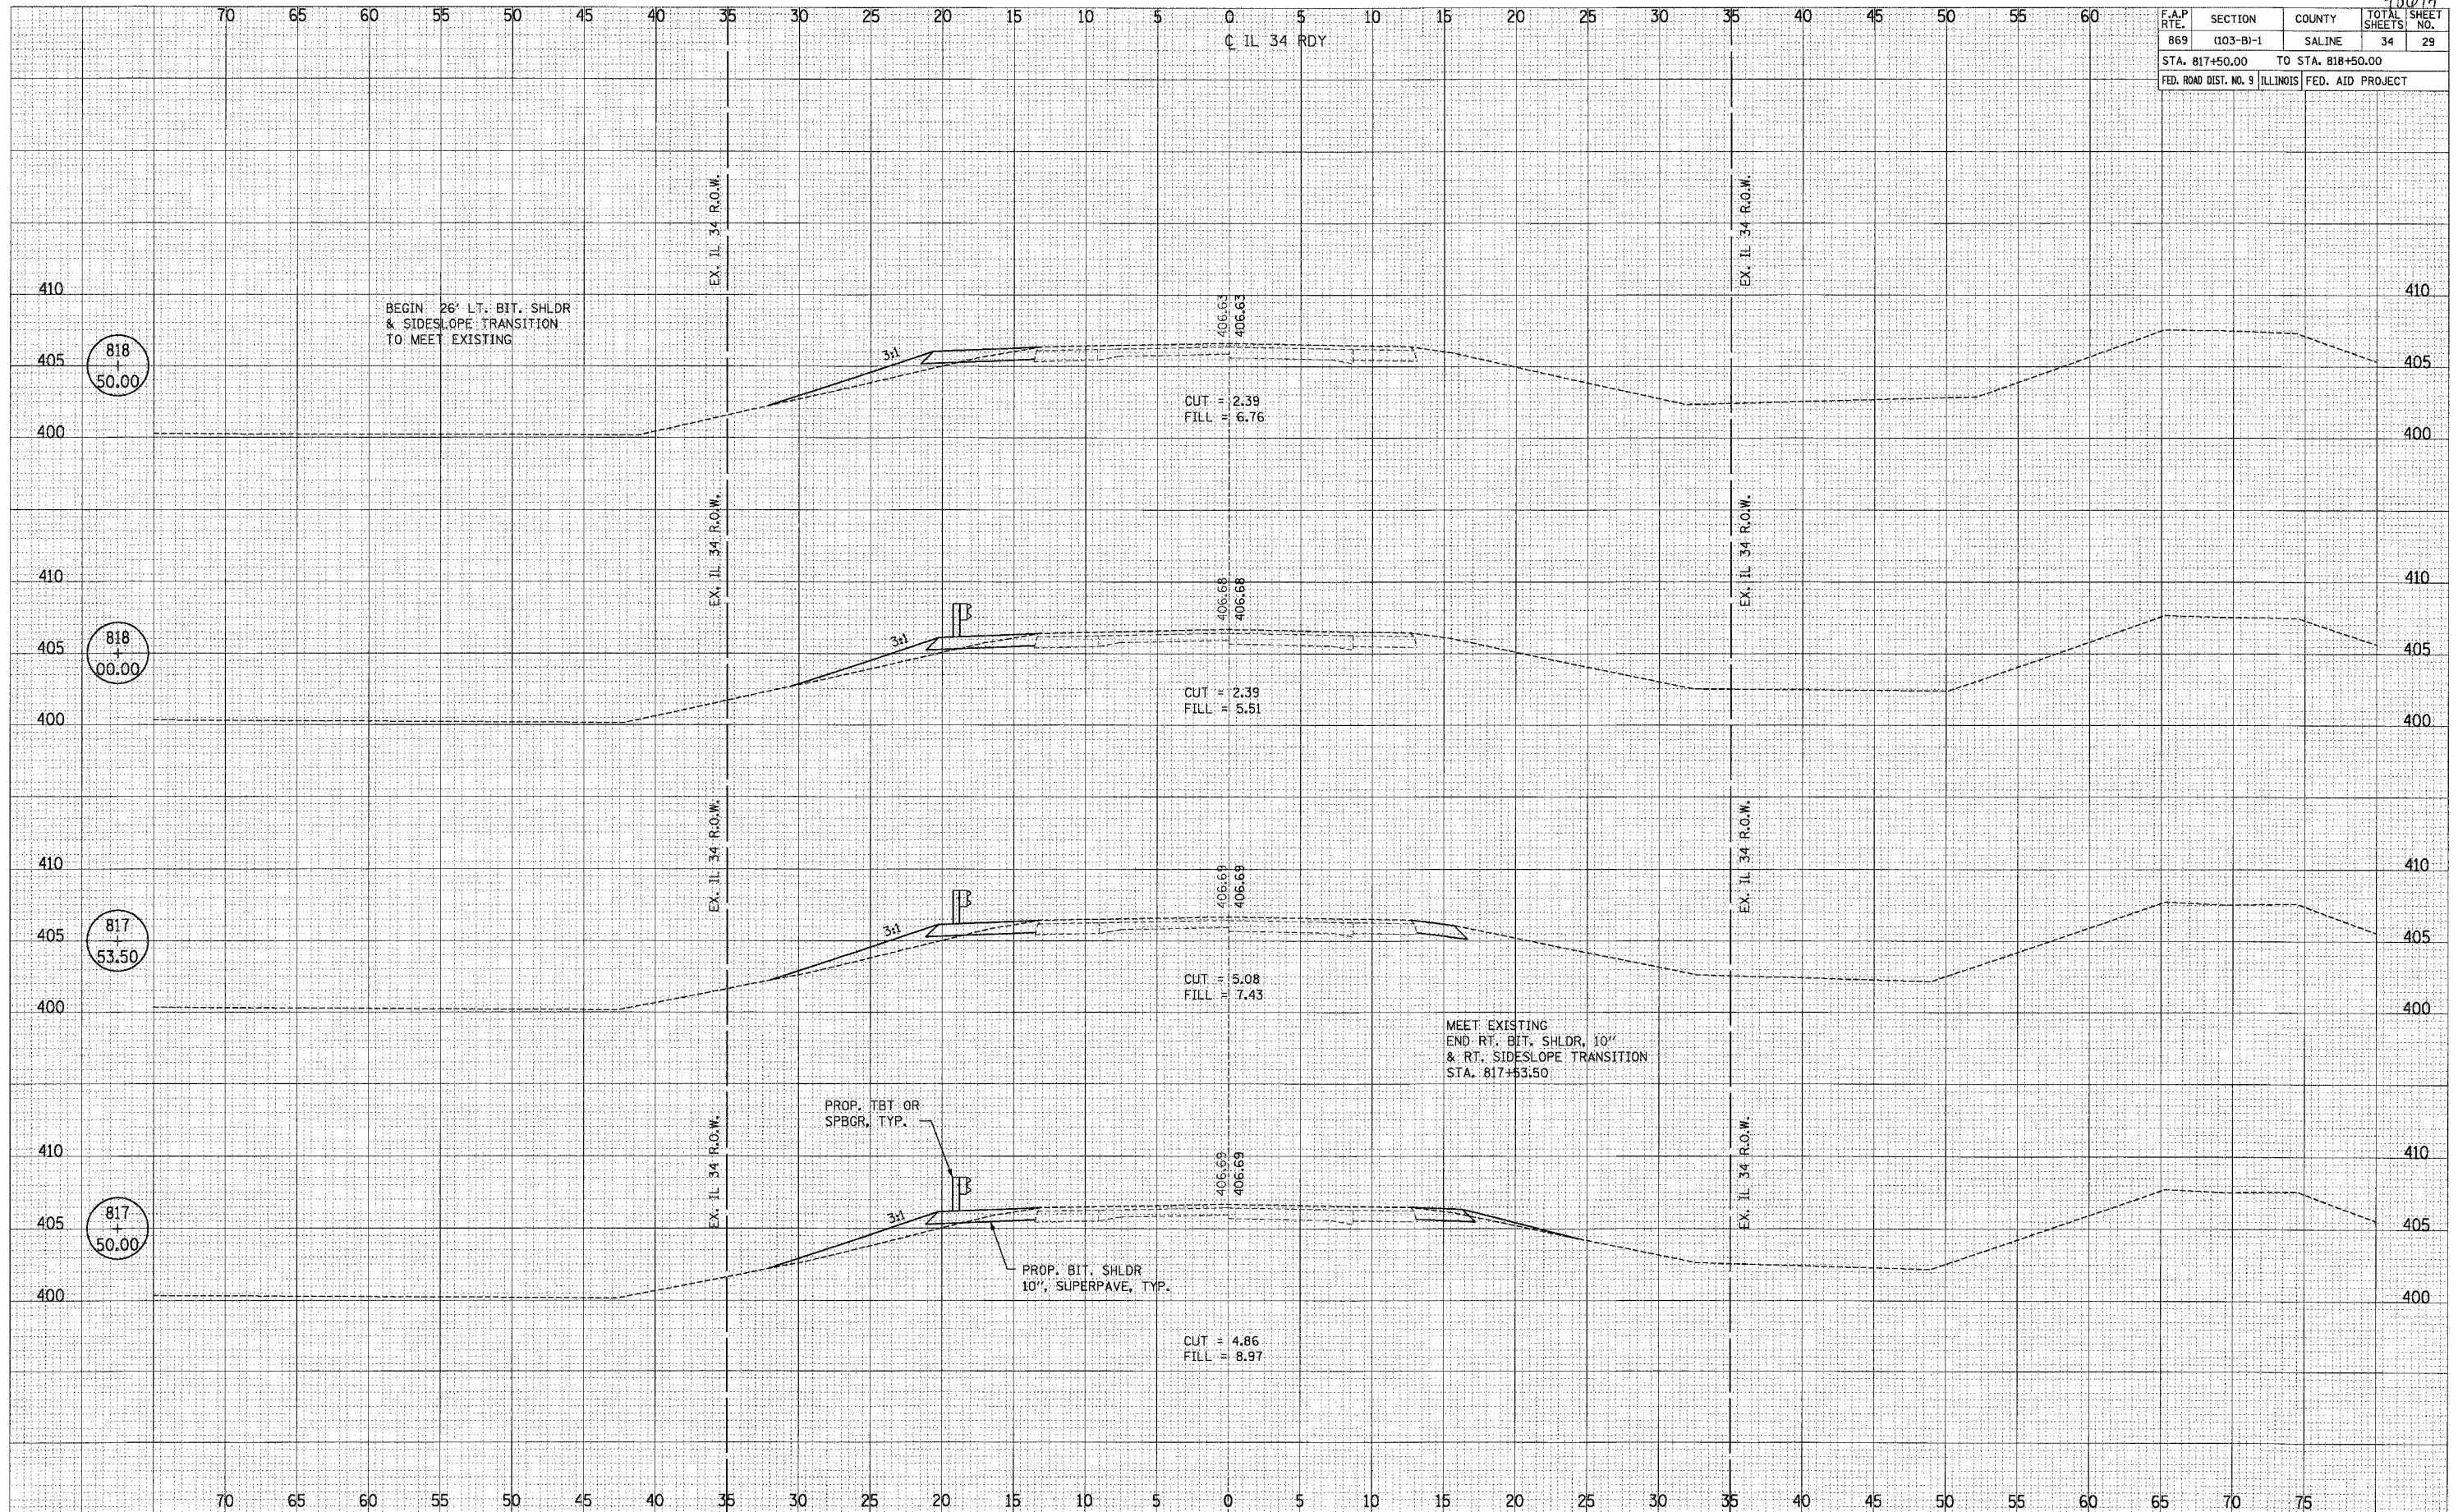 70 65 60 55 50 45 40 35 30 25 20 15 10 5 0 5 10 15 20 25 30 35 40 45 50 55 60
F.A.P RTE. SECTION COUNTY TOTAL SHEETS SHEET NO.
869 (103-B)-1 SALINE 34 29
STA. 817+50.00 TO STA. 818+50.00
FED. ROAD DIST. NO. 9 ILLINOIS FED. AID PROJECT
℄ IL 34 RDY
EX. IL 34 R.O.W.
EX. IL 34 R.O.W.
410
410
BEGIN 26' LT. BIT. SHLDR
& SIDESLOPE TRANSITION
TO MEET EXISTING
406.63
406.63
818
+
50.00
405
3:1
405
CUT = 2.39
FILL = 6.76
400
400
EX. IL 34 R.O.W.
EX. IL 34 R.O.W.
410
410
406.68
406.68
818
+
00.00
405
3:1
405
CUT = 2.39
FILL = 5.51
400
400
EX. IL 34 R.O.W.
EX. IL 34 R.O.W.
410
410
406.69
406.69
817
+
53.50
405
3:1
405
CUT = 5.08
FILL = 7.43
400
400
MEET EXISTING
END RT. BIT. SHLDR, 10"
& RT. SIDESLOPE TRANSITION
STA. 817+53.50
PROP. TBT OR
SPBGR, TYP.
EX. IL 34 R.O.W.
EX. IL 34 R.O.W.
410
410
406.69
406.69
817
+
50.00
405
3:1
405
PROP. BIT. SHLDR
10", SUPERPAVE, TYP.
400
400
CUT = 4.86
FILL = 8.97
70 65 60 55 50 45 40 35 30 25 20 15 10 5 0 5 10 15 20 25 30 35 40 45 50 55 60 65 70 75